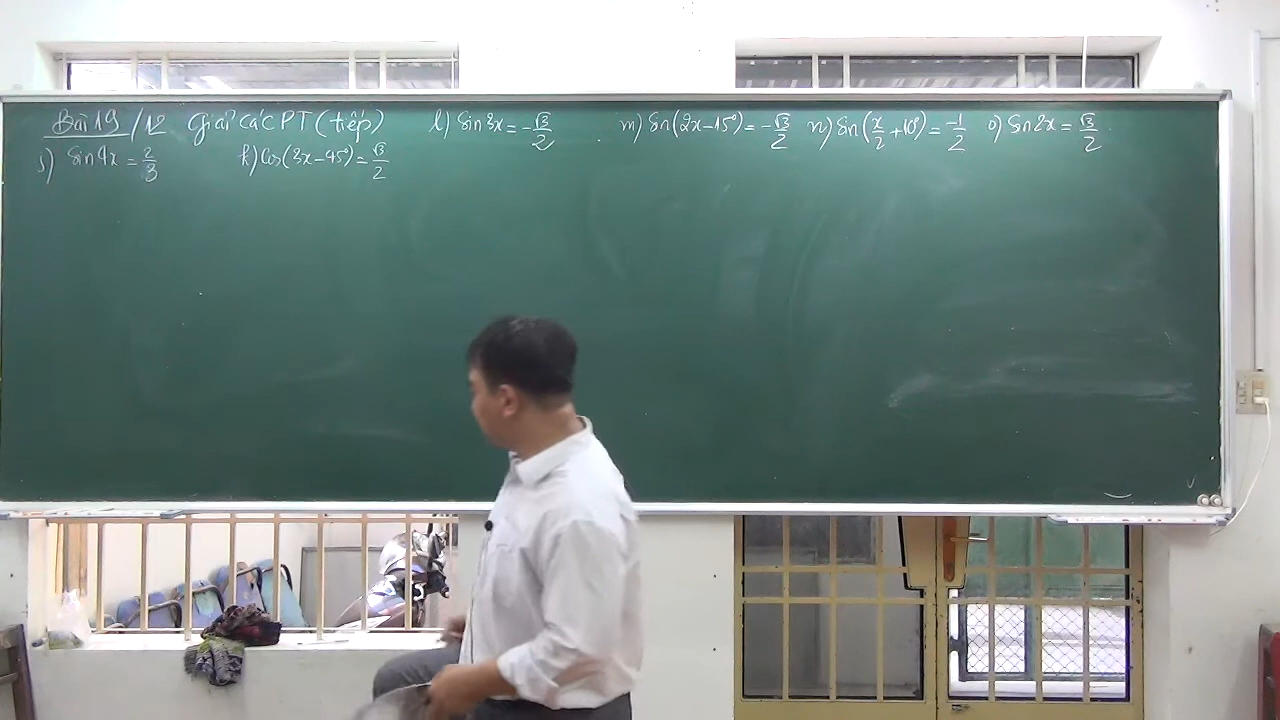 Bài 19/12 Giải các PT (tiếp)
j) sin 4x = 2/3
k) cos(3x-45°) = √3/2
l) sin 3x = -√3/2
m) sin(2x-15°) = -√3/2
n) sin(x/2+10°) = -1/2
o) sin 2x = √3/2